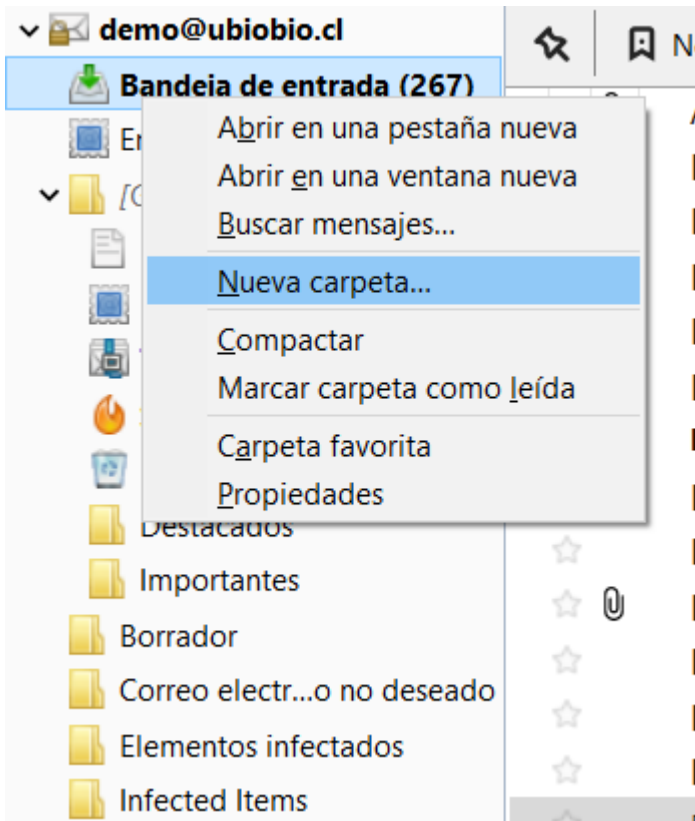 demo@ubiobio.cl
Bandeja de entrada (267)
Abrir en una pestaña nueva
Abrir en una ventana nueva
Buscar mensajes...
Nueva carpeta...
Compactar
Marcar carpeta como leída
Carpeta favorita
Propiedades
Destacados
Importantes
Borrador
Correo electr...o no deseado
Elementos infectados
Infected Items